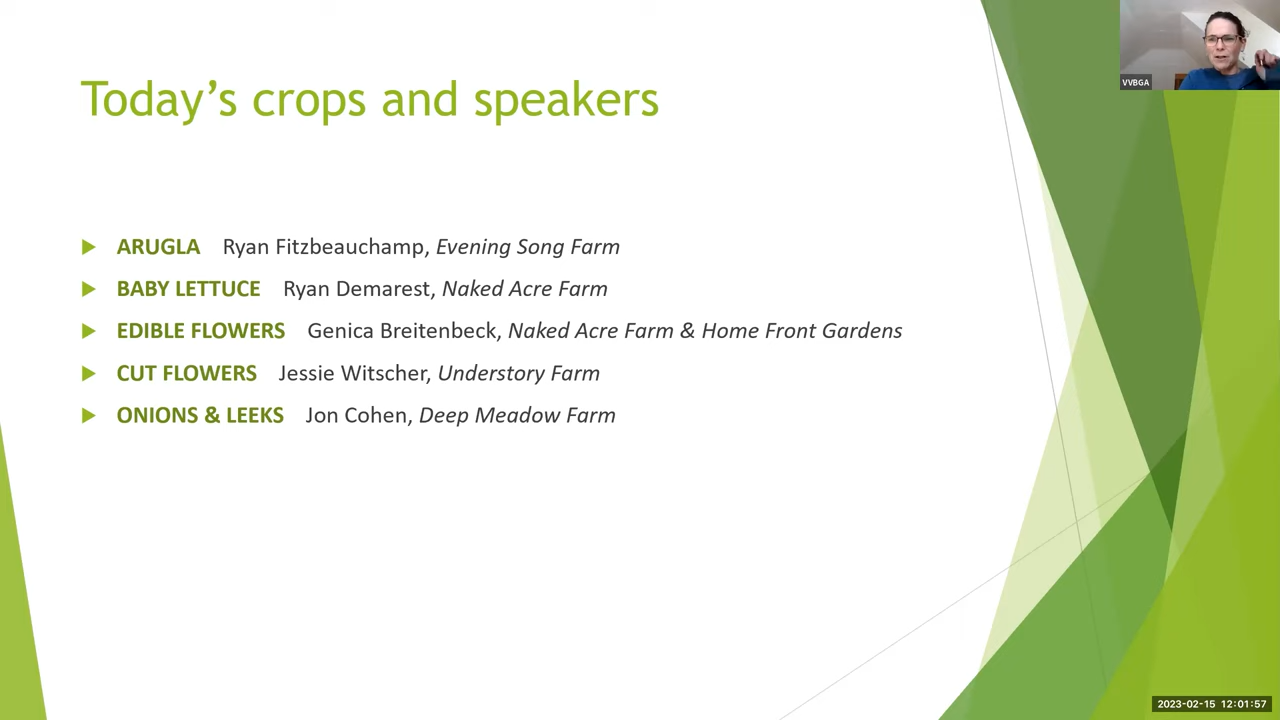 VVBGA
Today's crops and speakers
ARUGLA Ryan Fitzbeauchamp, Evening Song Farm
BABY LETTUCE Ryan Demarest, Naked Acre Farm
EDIBLE FLOWERS Genica Breitenbeck, Naked Acre Farm & Home Front Gardens
CUT FLOWERS Jessie Witscher, Understory Farm
ONIONS & LEEKS Jon Cohen, Deep Meadow Farm
2023-02-15 12:01:57